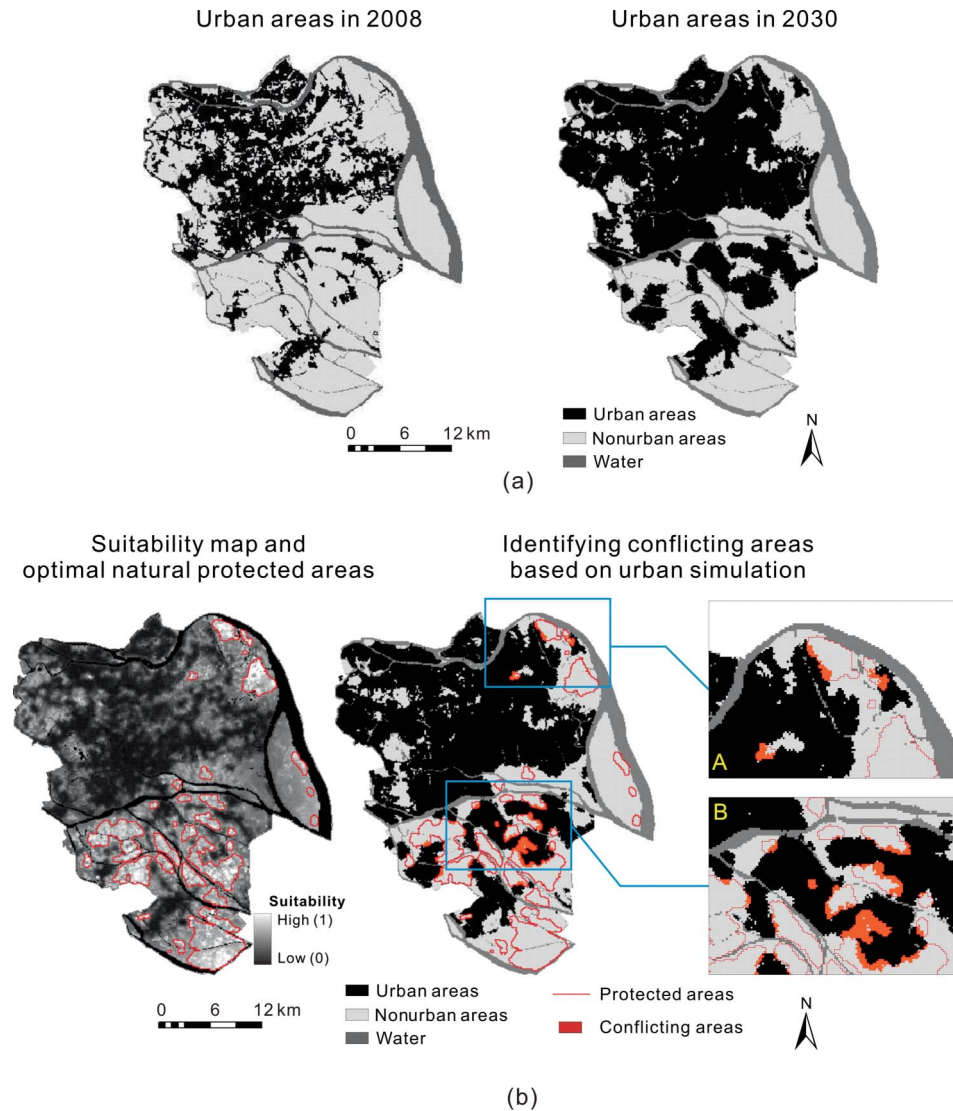 Urban areas in 2008
Urban areas in 2030
0 6 12 km
Urban areas
Nonurban areas
Water
N
(a)
Suitability map and
optimal natural protected areas
Identifying conflicting areas
based on urban simulation
A
B
Suitability
High (1)
Low (0)
0 6 12 km
Urban areas
Nonurban areas
Water
Protected areas
Conflicting areas
N
(b)